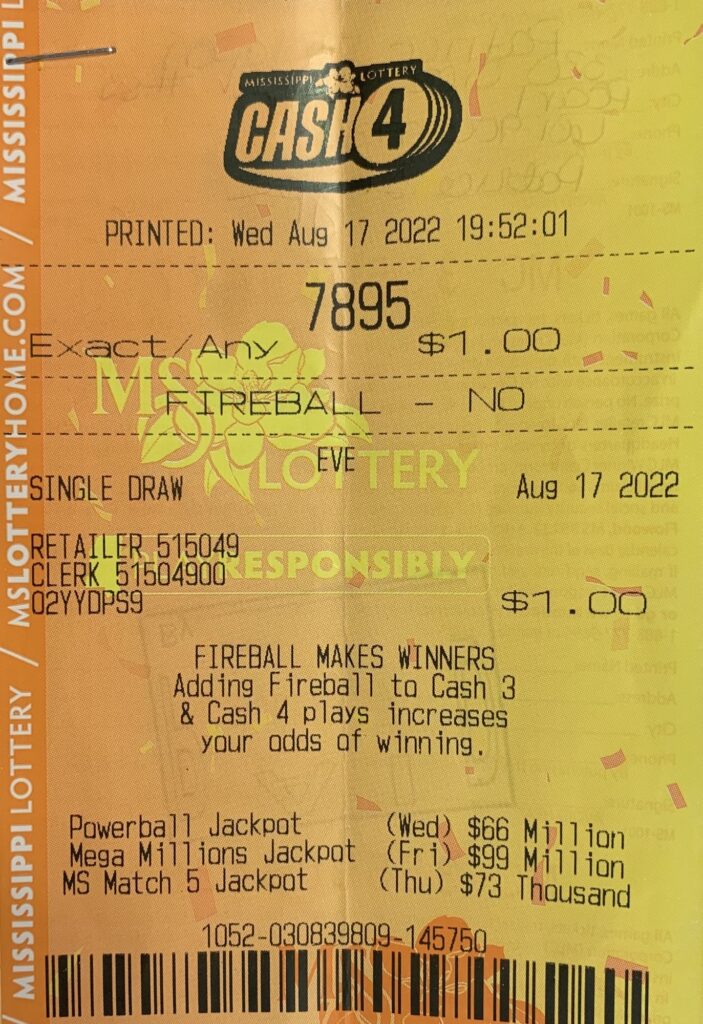 MISSISSIPPI LOTTERY
CASH 4
PRINTED: Wed Aug 17 2022 19:52:01
7895
Exact/Any $1.00
FIREBALL - NO
MS
LOTTERY
EVE
SINGLE DRAW Aug 17 2022
RETAILER 515049
CLERK 51504900
RESPONSIBLY
02YYDPS9 $1.00
FIREBALL MAKES WINNERS
Adding Fireball to Cash 3
& Cash 4 plays increases
your odds of winning.
Powerball Jackpot (Wed) $66 Million
Mega Millions Jackpot (Fri) $99 Million
MS Match 5 Jackpot (Thu) $73 Thousand
1052-030839809-145750
/ MISSISSIPPI LOTTERY / MSLOTTERYHOME.COM / MISSISSIPPI L
MS